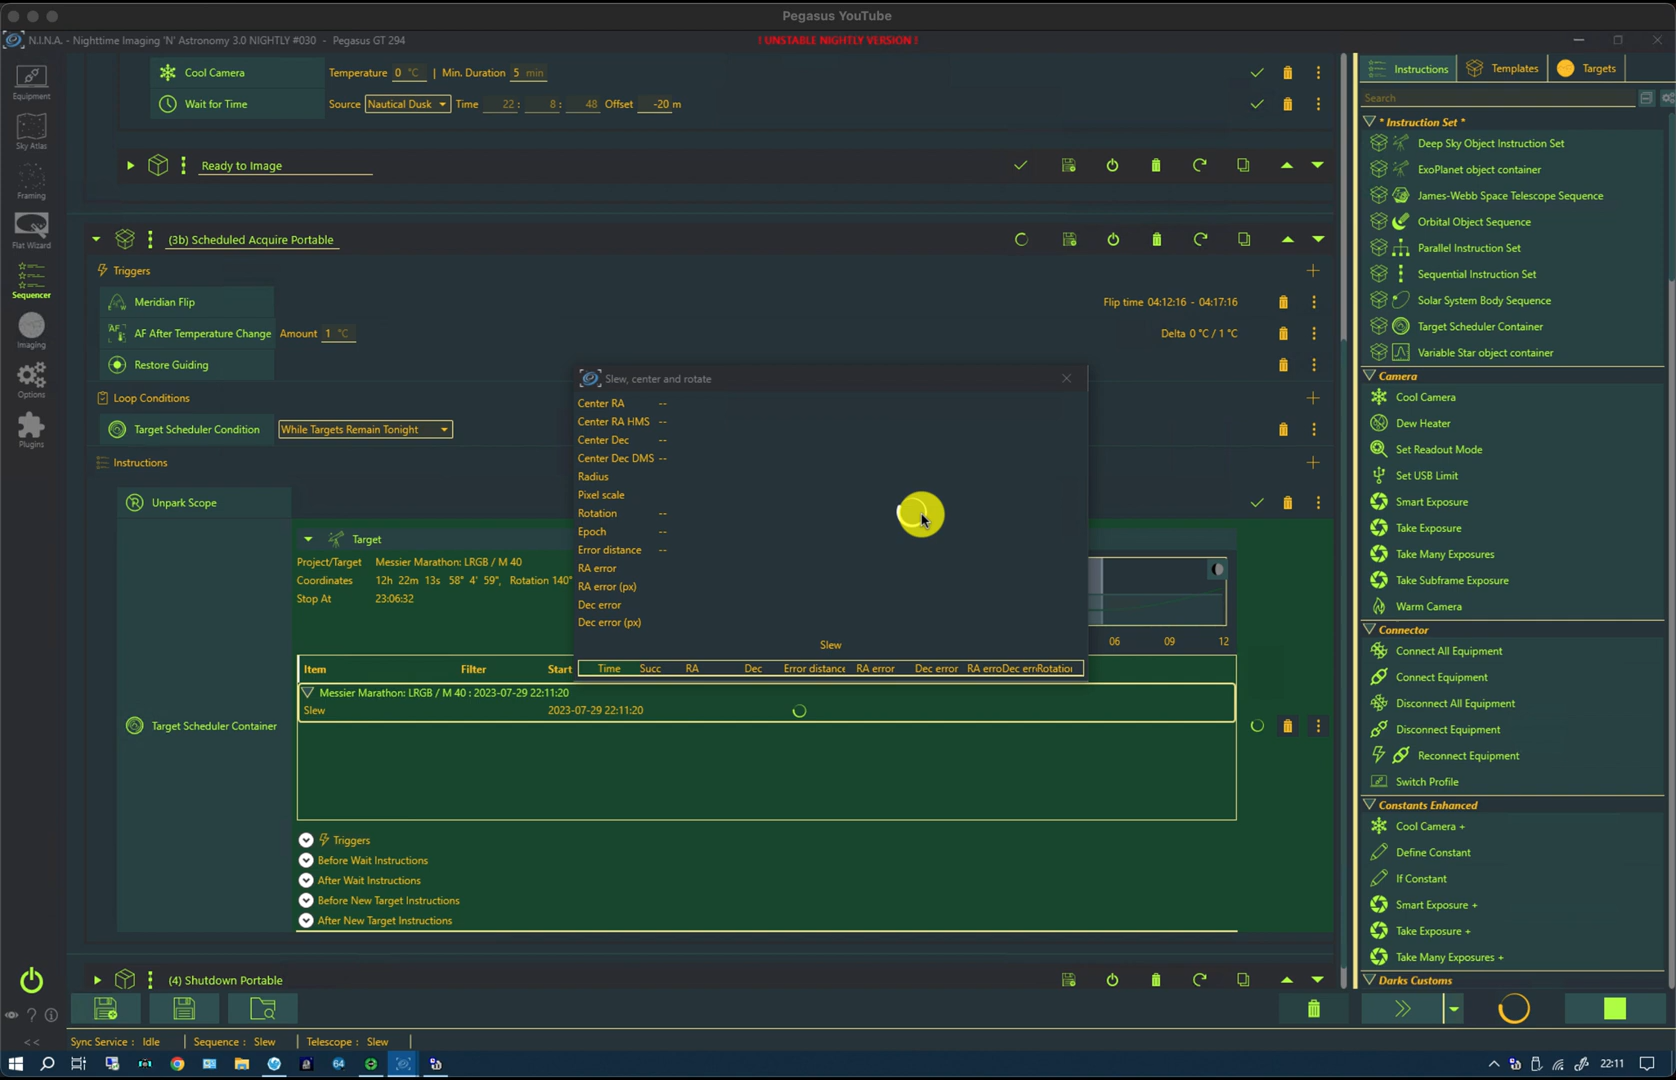 Pegasus YouTube
N.I.N.A. - Nighttime Imaging 'N' Astronomy 3.0 NIGHTLY #030 - Pegasus GT 294
! UNSTABLE NIGHTLY VERSION !
Equipment
Sky Atlas
Framing
Flat Wizard
Sequencer
Imaging
Options
Plugins
Cool Camera Temperature 0 °C | Min. Duration 5 min
Wait for Time Source Nautical Dusk Time 22: 8: 48 Offset -20 m
Ready to Image
(3b) Scheduled Acquire Portable
Triggers
Meridian Flip Flip time 04:12:16 - 04:17:16
AF After Temperature Change Amount 1 °C Delta 0 °C / 1 °C
Restore Guiding
Loop Conditions
Target Scheduler Condition While Targets Remain Tonight
Instructions
Unpark Scope
Target
Project/Target Messier Marathon: LRGB / M 40
Coordinates 12h 22m 13s 58° 4' 59", Rotation 140°
Stop At 23:06:32
06 09 12
Item Filter Start
Messier Marathon: LRGB / M 40 : 2023-07-29 22:11:20
Slew 2023-07-29 22:11:20
Target Scheduler Container
Triggers
Before Wait Instructions
After Wait Instructions
Before New Target Instructions
After New Target Instructions
(4) Shutdown Portable
Slew, center and rotate
Center RA --
Center RA HMS --
Center Dec --
Center Dec DMS --
Radius
Pixel scale
Rotation --
Epoch --
Error distance --
RA error
RA error (px)
Dec error
Dec error (px)
Slew
Time Succ RA Dec Error distance RA error Dec error RA erro Dec err Rotation
Instructions Templates Targets
Search
* Instruction Set *
Deep Sky Object Instruction Set
ExoPlanet object container
James-Webb Space Telescope Sequence
Orbital Object Sequence
Parallel Instruction Set
Sequential Instruction Set
Solar System Body Sequence
Target Scheduler Container
Variable Star object container
Camera
Cool Camera
Dew Heater
Set Readout Mode
Set USB Limit
Smart Exposure
Take Exposure
Take Many Exposures
Take Subframe Exposure
Warm Camera
Connector
Connect All Equipment
Connect Equipment
Disconnect All Equipment
Disconnect Equipment
Reconnect Equipment
Switch Profile
Constants Enhanced
Cool Camera +
Define Constant
If Constant
Smart Exposure +
Take Exposure +
Take Many Exposures +
Darks Customs
<< Sync Service : Idle Sequence : Slew Telescope : Slew
64
22:11